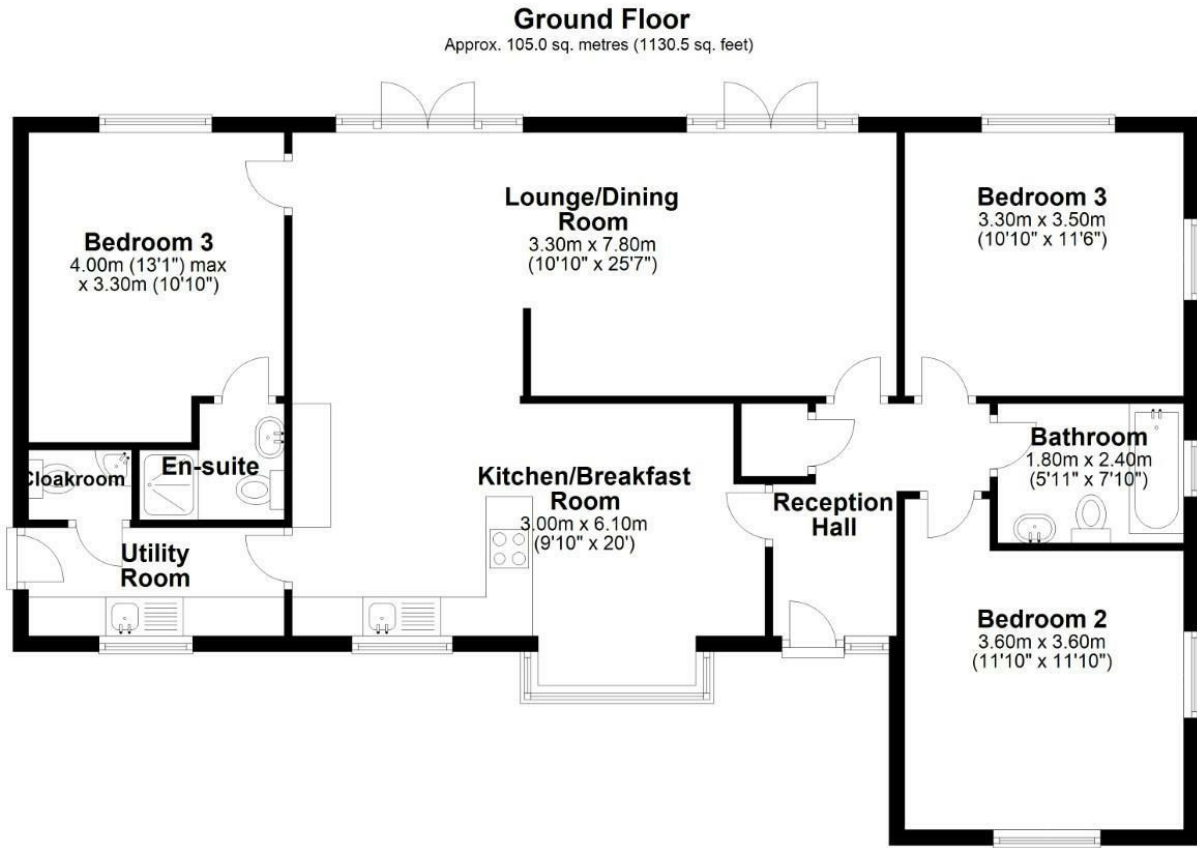 Ground Floor
Approx. 105.0 sq. metres (1130.5 sq. feet)
Bedroom 3
4.00m (13'1") max
x 3.30m (10'10")
Lounge/Dining
Room
3.30m x 7.80m
(10'10" x 25'7")
Bedroom 3
3.30m x 3.50m
(10'10" x 11'6")
Cloakroom
En-suite
Utility
Room
Kitchen/Breakfast
Room
3.00m x 6.10m
(9'10" x 20')
Reception
Hall
Bathroom
1.80m x 2.40m
(5'11" x 7'10")
Bedroom 2
3.60m x 3.60m
(11'10" x 11'10")